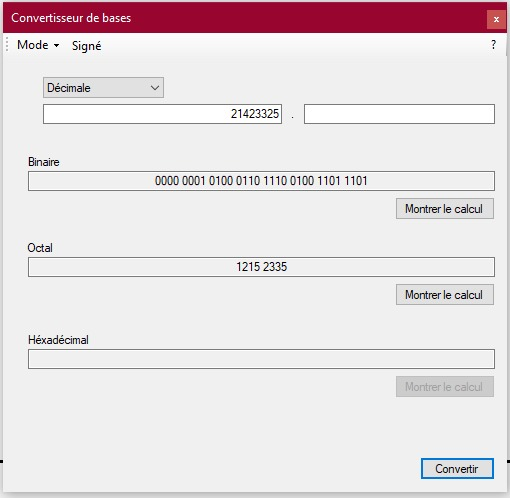 Convertisseur de bases
x
Mode Signé ?
Décimale
21423325 .
Binaire
0000 0001 0100 0110 1110 0100 1101 1101
Montrer le calcul
Octal
1215 2335
Montrer le calcul
Héxadécimal
Montrer le calcul
Convertir